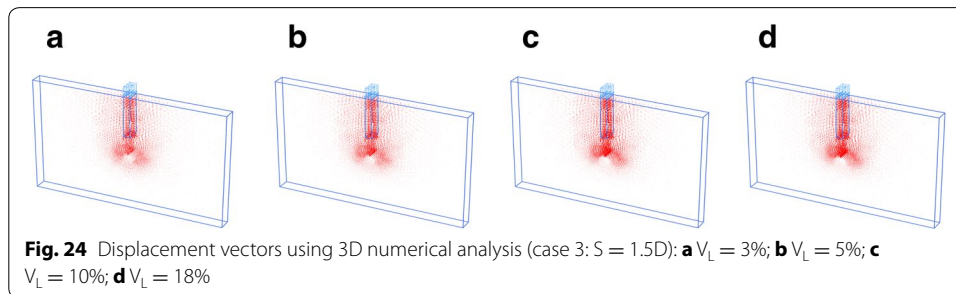 a b c d
Fig. 24 Displacement vectors using 3D numerical analysis (case 3: S = 1.5D): a V_L = 3%; b V_L = 5%; c
V_L = 10%; d V_L = 18%